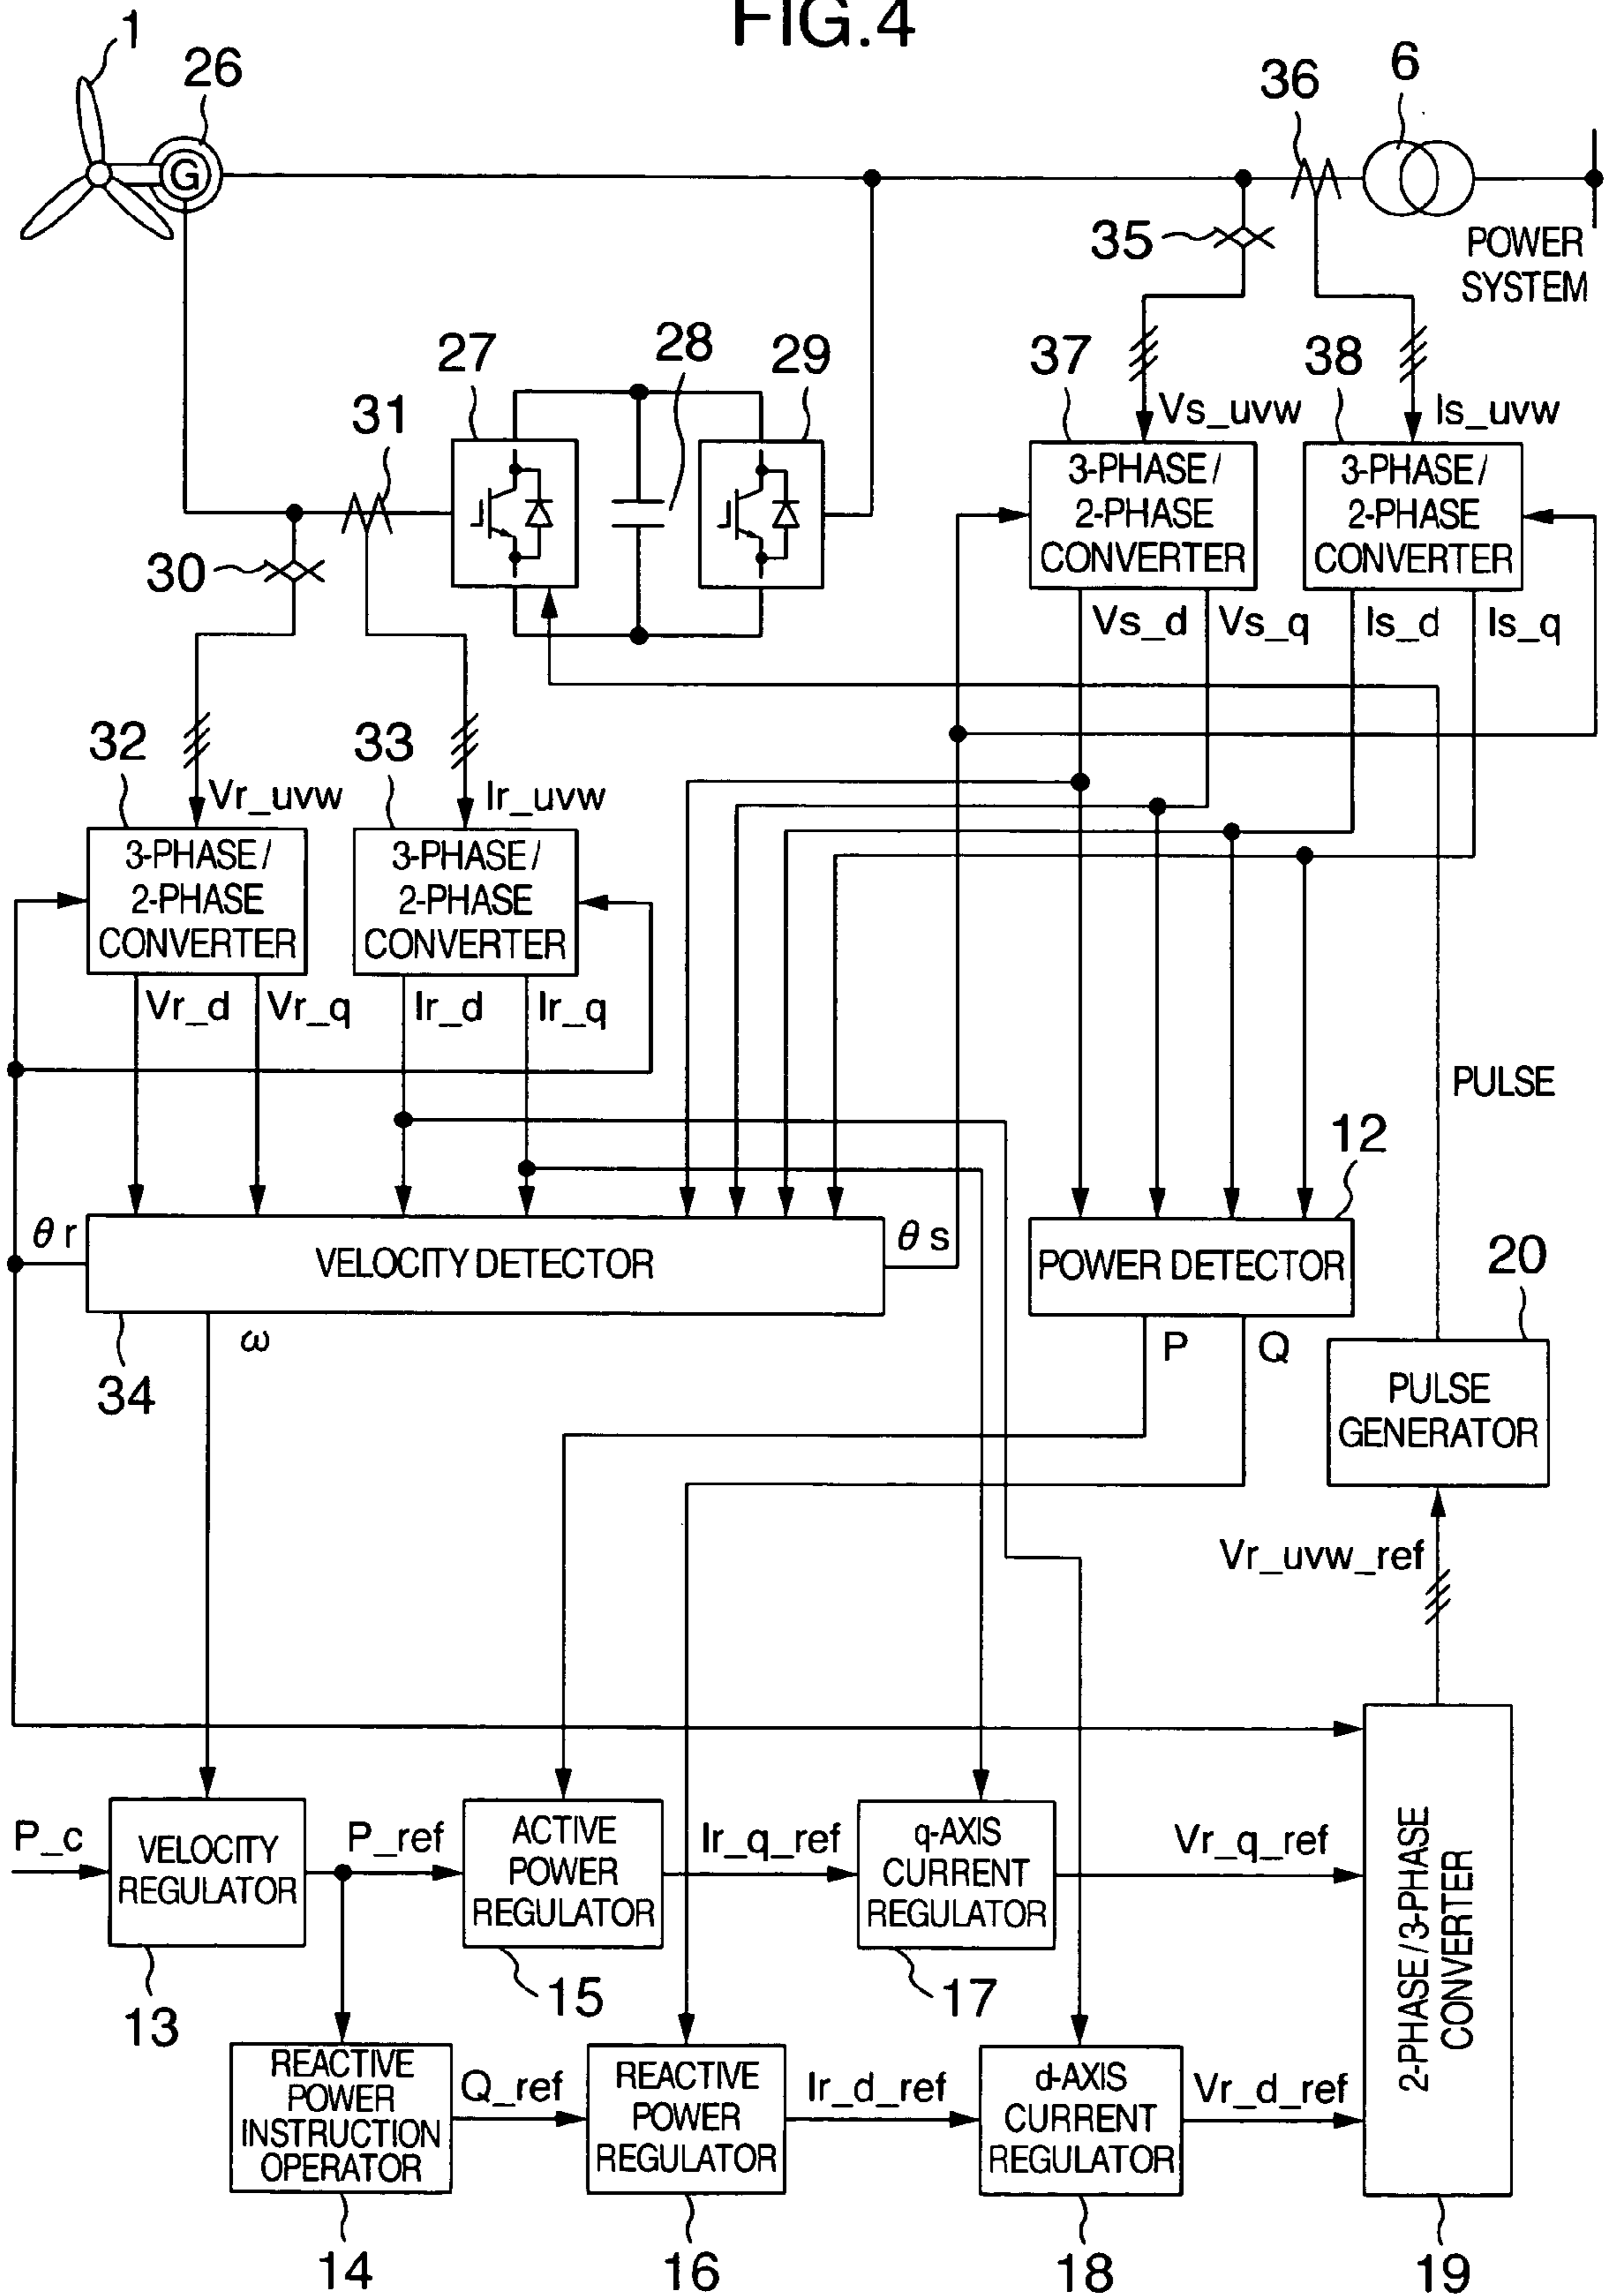 FIG.4
1
26
G
36
6
35
POWER
SYSTEM
27
28
29
37
38
31
Vs_uvw
Is_uvw
3-PHASE/
2-PHASE
CONVERTER
3-PHASE/
2-PHASE
CONVERTER
30
Vs_d
Vs_q
Is_d
Is_q
32
33
Vr_uvw
Ir_uvw
3-PHASE/
2-PHASE
CONVERTER
3-PHASE/
2-PHASE
CONVERTER
Vr_d
Vr_q
Ir_d
Ir_q
PULSE
12
θr
VELOCITY DETECTOR
θs
POWER DETECTOR
20
34
ω
P
Q
PULSE
GENERATOR
Vr_uvw_ref
P_c
VELOCITY
REGULATOR
P_ref
ACTIVE
POWER
REGULATOR
Ir_q_ref
q-AXIS
CURRENT
REGULATOR
Vr_q_ref
2-PHASE/3-PHASE
CONVERTER
13
15
17
REACTIVE
POWER
INSTRUCTION
OPERATOR
Q_ref
REACTIVE
POWER
REGULATOR
Ir_d_ref
d-AXIS
CURRENT
REGULATOR
Vr_d_ref
14
16
18
19